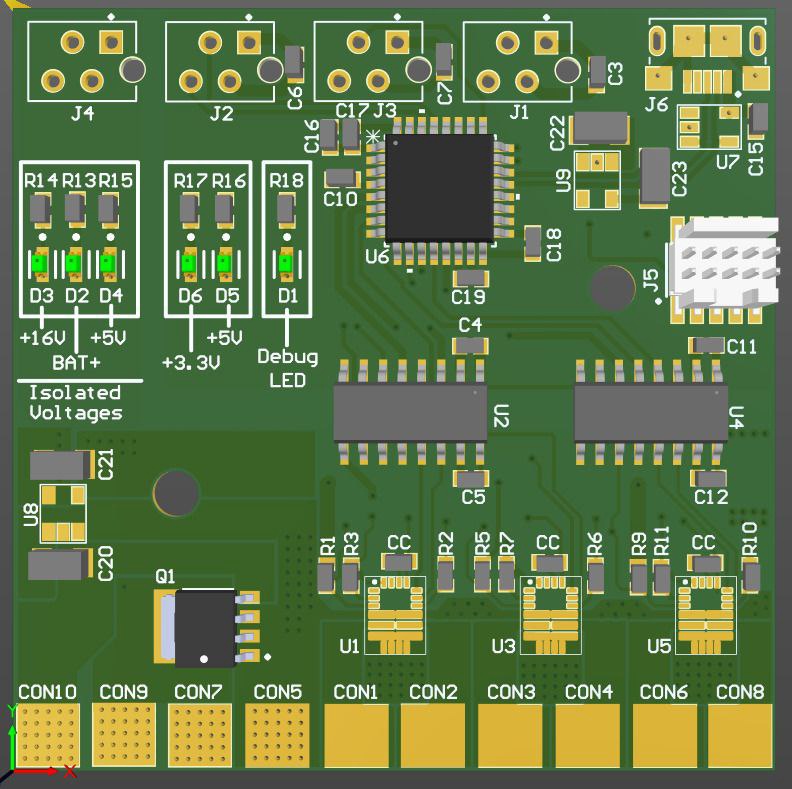 J4
J2
C6
C17
J3
C7
J1
C3
J6
C16
C10
U6
C22
U9
C23
U7
C15
R14 R13 R15
R17 R16
R18
C18
C19
J5
D3 D2 D4
D6 D5
D1
+16V
+5V
BAT+
+5V
+3.3V
Debug
LED
Isolated
Voltages
C4
C11
U2
U4
C5
C12
C21
U8
C20
Q1
R1
R3
CC
R2
R5
R7
CC
R6
R9
R11
CC
R10
U1
U3
U5
CON10 CON9 CON7 CON5 CON1 CON2 CON3 CON4 CON6 CON8
Y
X